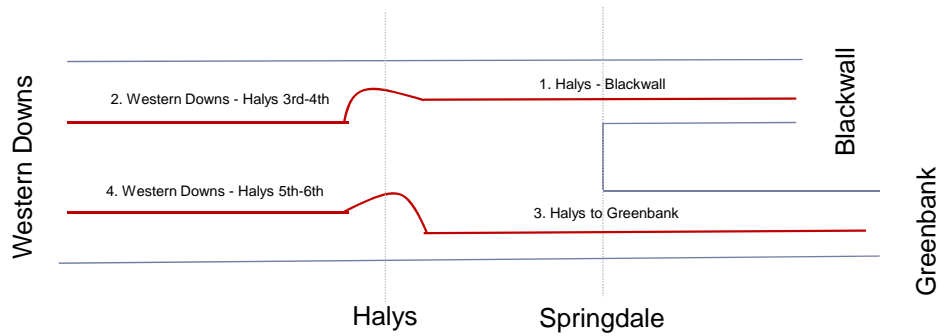 Western Downs
2. Western Downs - Halys 3rd-4th
1. Halys - Blackwall
Blackwall
4. Western Downs - Halys 5th-6th
3. Halys to Greenbank
Greenbank
Halys
Springdale